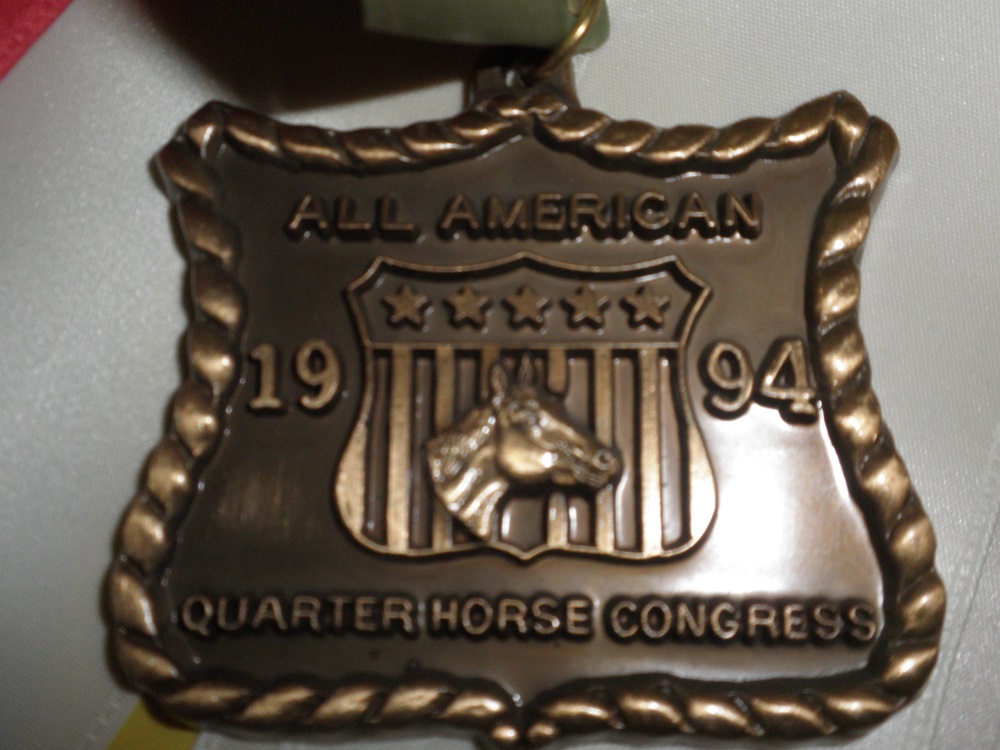 ALL AMERICAN
19 94
QUARTER HORSE CONGRESS